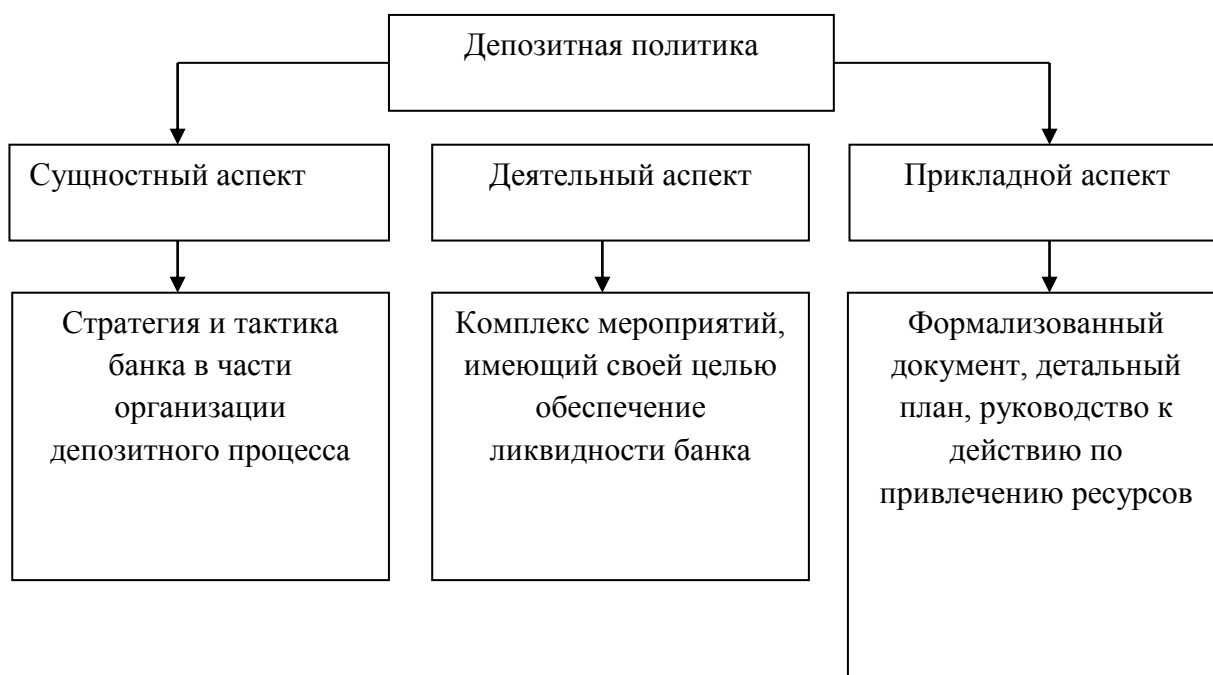 Депозитная политика
Сущностный аспект
Деятельный аспект
Прикладной аспект
Стратегия и тактика
банка в части
организации
депозитного процесса
Комплекс мероприятий,
имеющий своей целью
обеспечение
ликвидности банка
Формализованный
документ, детальный
план, руководство к
действию по
привлечению ресурсов